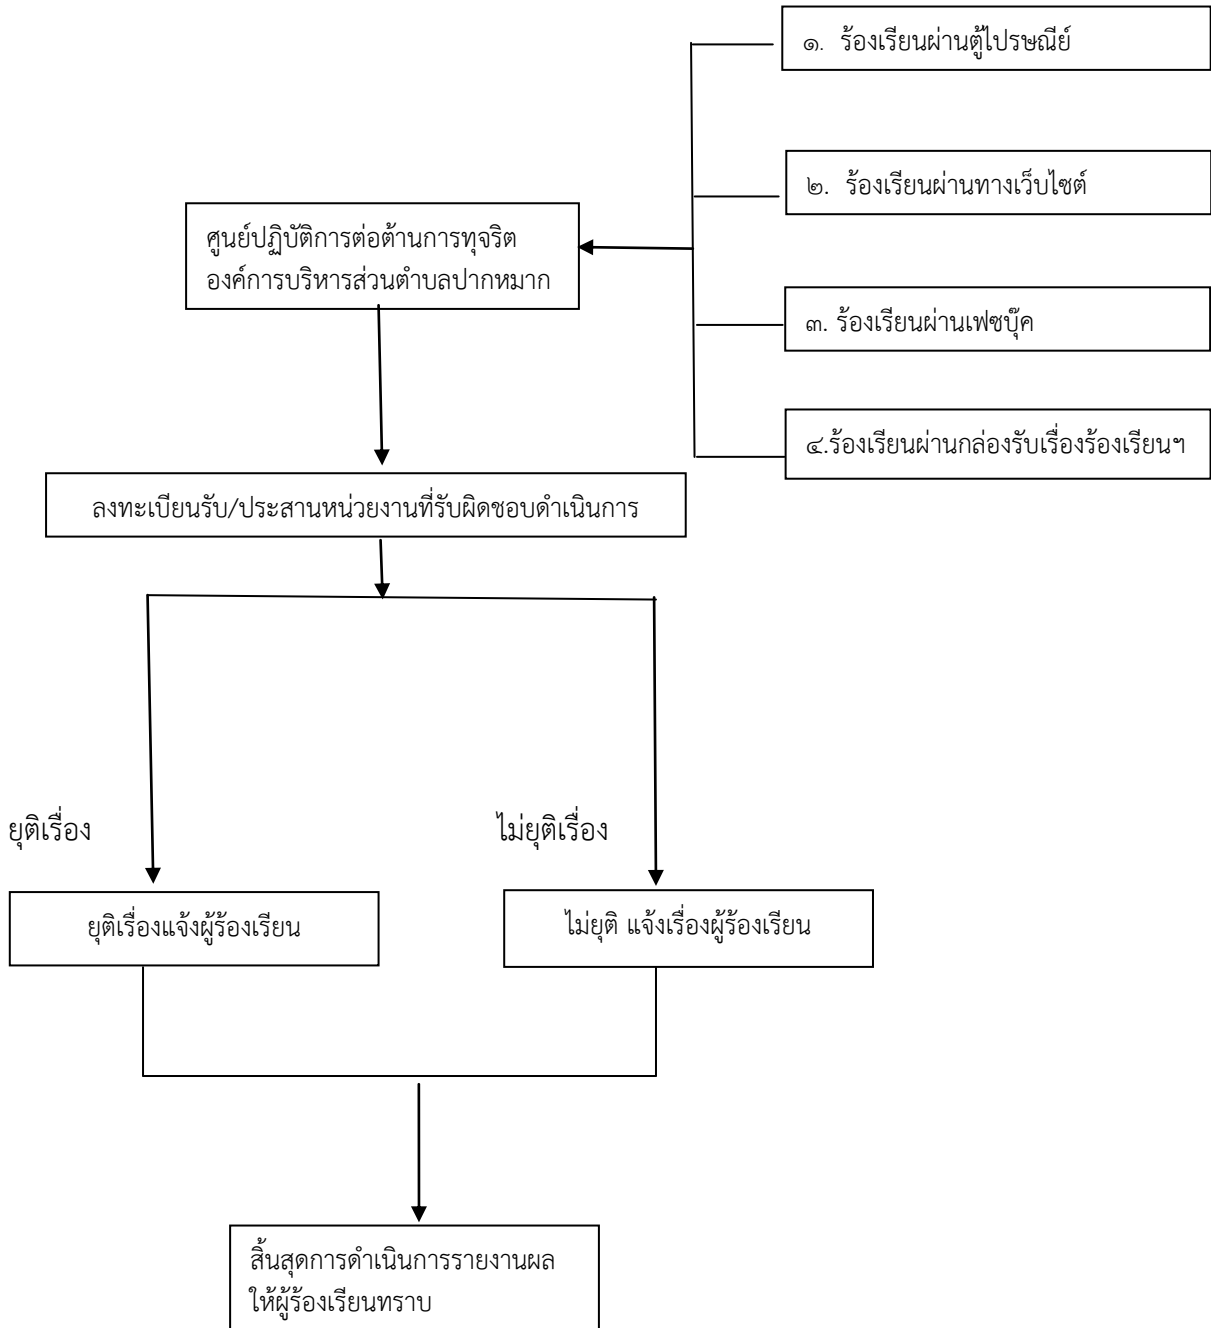 ๑. ร้องเรียนผ่านตู้ไปรษณีย์
๒. ร้องเรียนผ่านทางเว็บไซต์
ศูนย์ปฏิบัติการต่อต้านการทุจริต
องค์การบริหารส่วนตำบลปากหมาก
๓. ร้องเรียนผ่านเฟซบุ๊ค
๔.ร้องเรียนผ่านกล่องรับเรื่องร้องเรียนฯ
ลงทะเบียนรับ/ประสานหน่วยงานที่รับผิดชอบดำเนินการ
ยุติเรื่อง
ไม่ยุติเรื่อง
ยุติเรื่องแจ้งผู้ร้องเรียน
ไม่ยุติ แจ้งเรื่องผู้ร้องเรียน
สิ้นสุดการดำเนินการรายงานผล
ให้ผู้ร้องเรียนทราบ